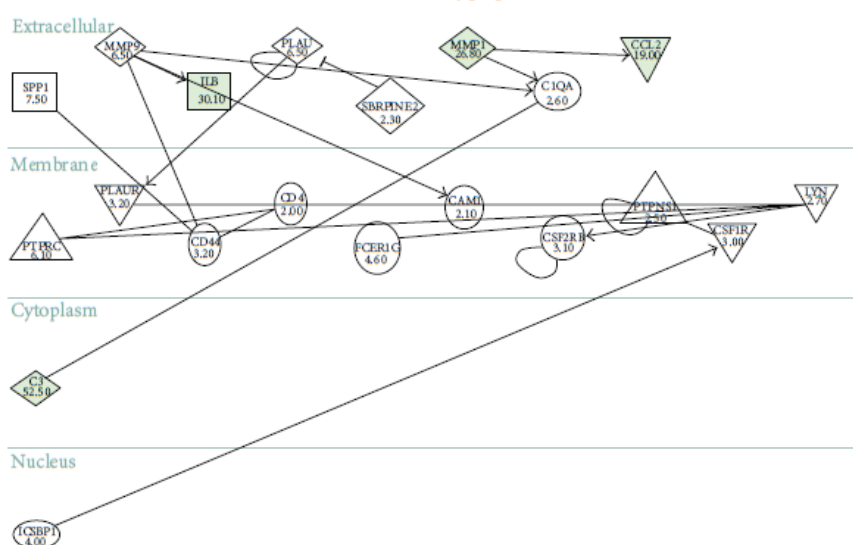 Extracellular
MMP9
6.50
PLAU
6.50
MMP1
26.80
CCL2
19.00
SPP1
7.50
ILB
30.10
SBRPINE2
2.30
C1QA
2.60
Membrane
PLAUR
3.20
CD4
2.00
CAM1
2.10
PTPNS1
2.50
LYN
2.70
PTPRC
6.10
CD44
3.20
FCER1G
4.60
CSF2RB
3.10
CSF1R
3.00
Cytoplasm
C3
52.50
Nucleus
ICSBP1
4.00